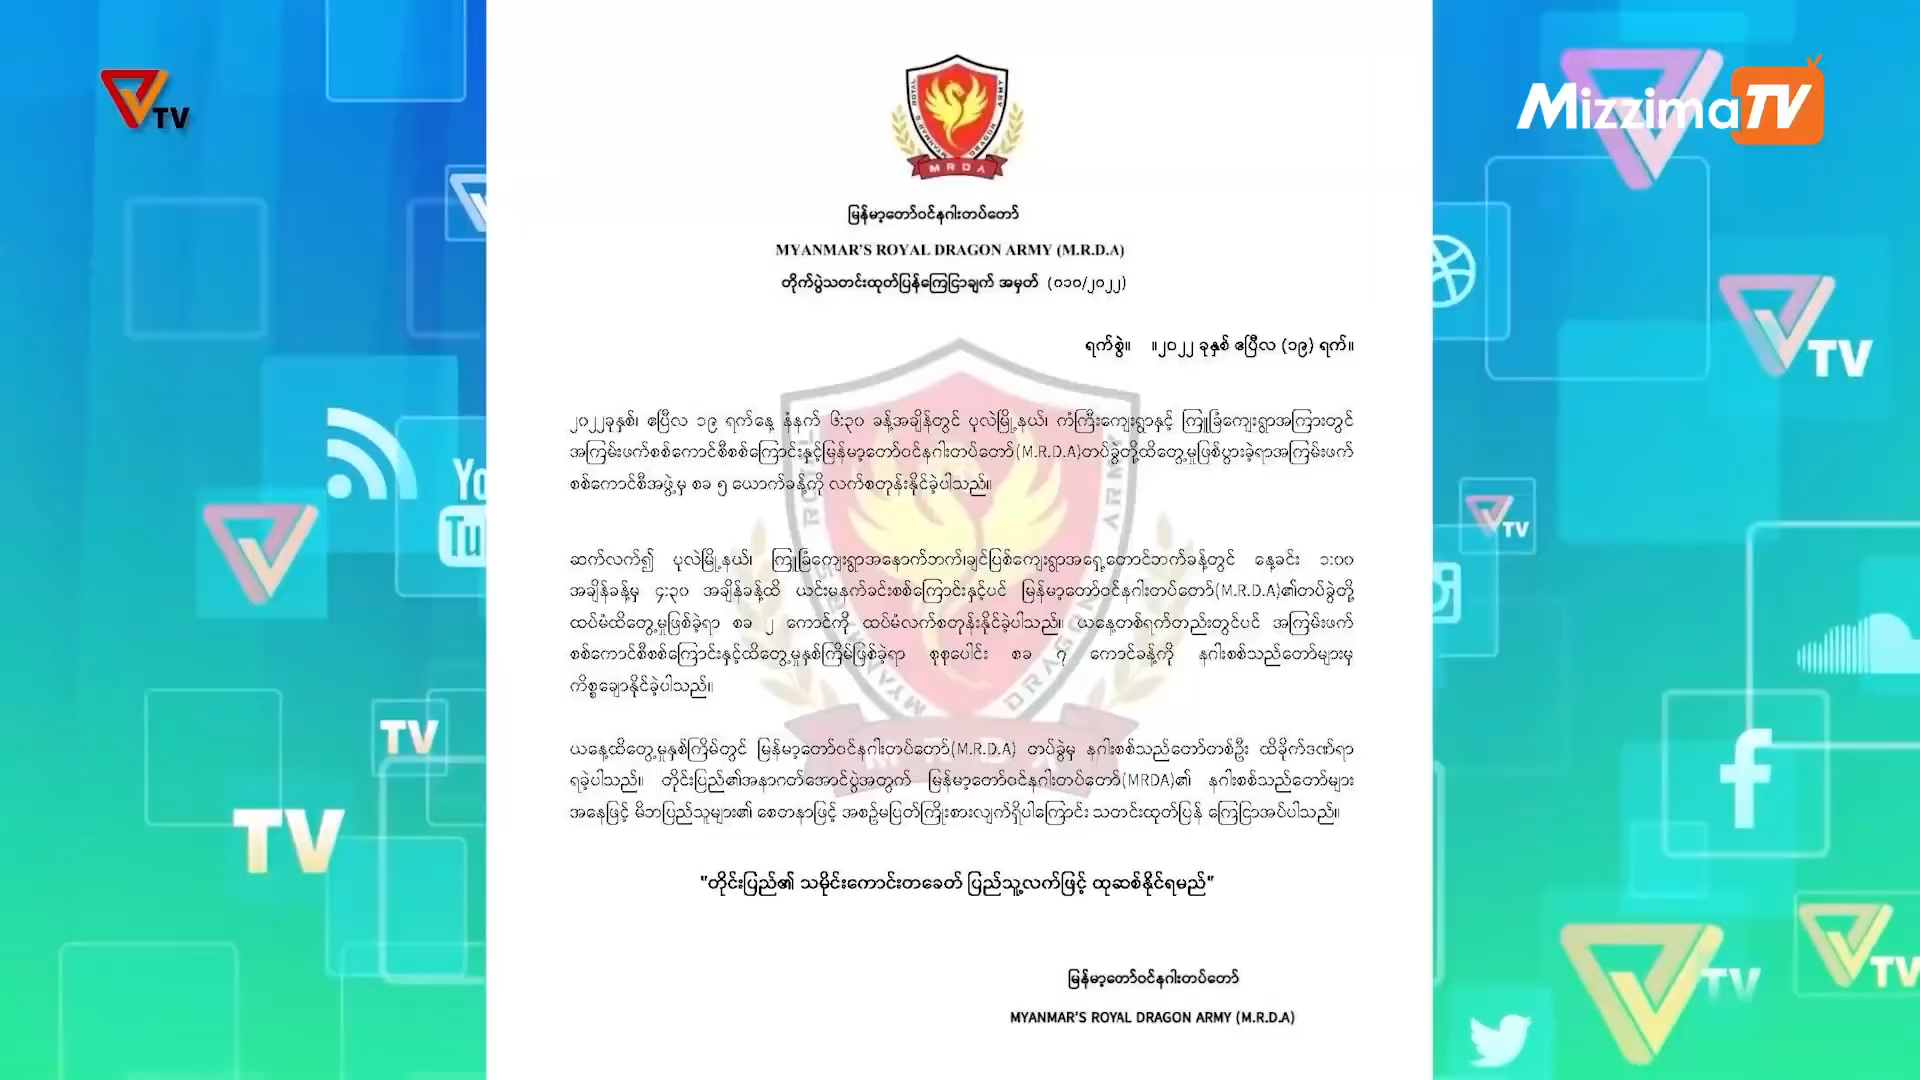 TV
MizzimaTV
ROYAL DRAGON ARMY
MRDA
မြန်မာ့တော်ဝင်နဂါးတပ်တော်
MYANMAR'S ROYAL DRAGON ARMY (M.R.D.A)
တိုက်ပွဲသတင်းထုတ်ပြန်ကြေငြာချက် အမှတ် (၀၁၀/၂၀၂၂)
ရက်စွဲ။ ။၂၀၂၂ ခုနှစ် ဧပြီလ (၁၉) ရက်။
၂၀၂၂ခုနှစ်၊ ဧပြီလ ၁၉ ရက်နေ့ နံနက် ၆:၃၀ ခန့်အချိန်တွင် ပုလဲမြို့နယ်၊ ကံကြီးကျေးရွာနှင့် ကြူခြံကျေးရွာအကြားတွင်
အကြမ်းဖက်စစ်ကောင်စီစစ်ကြောင်းနှင့်မြန်မာ့တော်ဝင်နဂါးတပ်တော်(M.R.D.A)တပ်ခွဲတို့ထိတွေ့မှုဖြစ်ပွားခဲ့ရာအကြမ်းဖက်
စစ်ကောင်စီအဖွဲ့မှ စခ ၅ ယောက်ခန့်ကို လက်စတုန်းနိုင်ခဲ့ပါသည်။
ဆက်လက်၍ ပုလဲမြို့နယ်၊ ကြူခြံကျေးရွာအနောက်ဘက်၊ချင်ပြစ်ကျေးရွာအရှေ့တောင်ဘက်ခန့်တွင် နေ့ခင်း ၁:၀၀
အချိန်ခန့်မှ ၄:၃၀ အချိန်ခန့်ထိ ယင်းမနက်ခင်းစစ်ကြောင်းနှင့်ပင် မြန်မာ့တော်ဝင်နဂါးတပ်တော်(M.R.D.A)၏တပ်ခွဲတို့
ထပ်မံထိတွေ့မှုဖြစ်ခဲ့ရာ စခ ၂ ကောင်ကို ထပ်မံလက်စတုန်းနိုင်ခဲ့ပါသည်။ ယနေ့တစ်ရက်တည်းတွင်ပင် အကြမ်းဖက်
စစ်ကောင်စီစစ်ကြောင်းနှင့်ထိတွေ့မှုနှစ်ကြိမ်ဖြစ်ခဲ့ရာ စုစုပေါင်း စခ ၇ ကောင်ခန့်ကို နဂါးစစ်သည်တော်များမှ
ကိစ္စချောနိုင်ခဲ့ပါသည်။
ယနေ့ထိတွေ့မှုနှစ်ကြိမ်တွင် မြန်မာ့တော်ဝင်နဂါးတပ်တော်(M.R.D.A) တပ်ခွဲမှ နဂါးစစ်သည်တော်တစ်ဦး ထိခိုက်ဒဏ်ရာ
ရခဲ့ပါသည်။ တိုင်းပြည်၏အနာဂတ်အောင်ပွဲအတွက် မြန်မာ့တော်ဝင်နဂါးတပ်တော်(MRDA)၏ နဂါးစစ်သည်တော်များ
အနေဖြင့် မိဘပြည်သူများ၏ စေတနာဖြင့် အစဉ်မပြတ်ကြိုးစားလျက်ရှိပါကြောင်း သတင်းထုတ်ပြန် ကြေငြာအပ်ပါသည်။
"တိုင်းပြည်၏ သမိုင်းကောင်းတခေတ် ပြည်သူ့လက်ဖြင့် ထုဆစ်နိုင်ရမည်"
မြန်မာ့တော်ဝင်နဂါးတပ်တော်
MYANMAR'S ROYAL DRAGON ARMY (M.R.D.A)
TV
TV
TV
TV
TV
TV